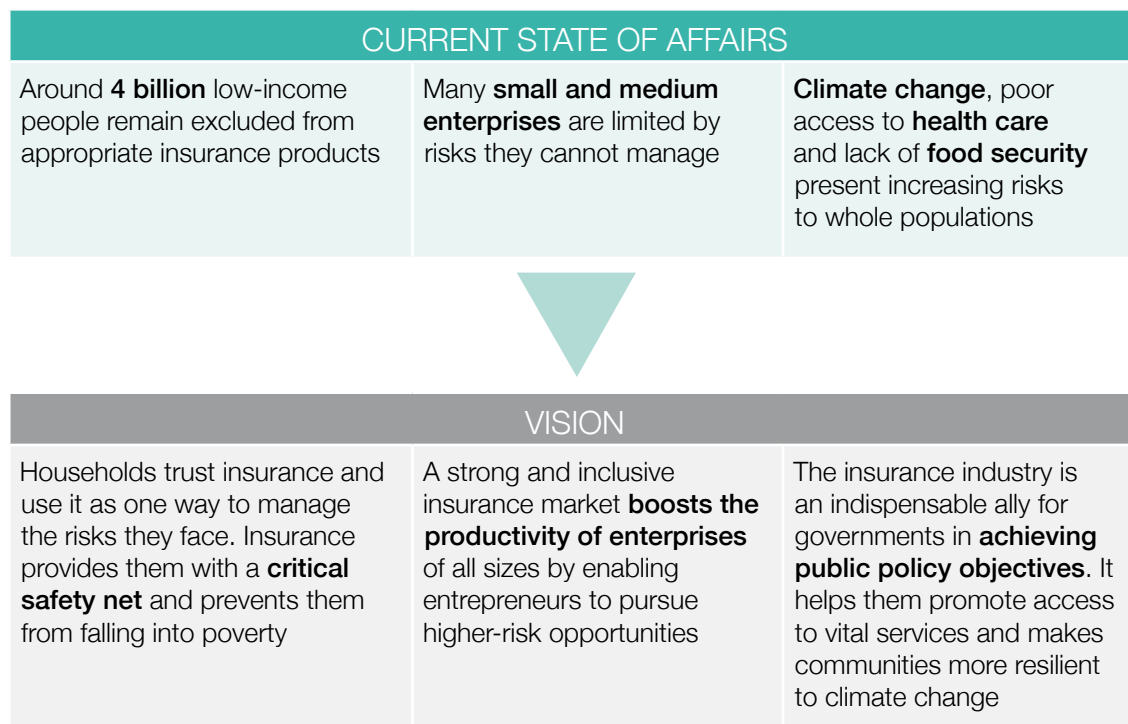 CURRENT STATE OF AFFAIRS
Around 4 billion low-income
people remain excluded from
appropriate insurance products
Many small and medium
enterprises are limited by
risks they cannot manage
Climate change, poor
access to health care
and lack of food security
present increasing risks
to whole populations
VISION
Households trust insurance and
use it as one way to manage
the risks they face. Insurance
provides them with a critical
safety net and prevents them
from falling into poverty
A strong and inclusive
insurance market boosts the
productivity of enterprises
of all sizes by enabling
entrepreneurs to pursue
higher-risk opportunities
The insurance industry is
an indispensable ally for
governments in achieving
public policy objectives. It
helps them promote access
to vital services and makes
communities more resilient
to climate change